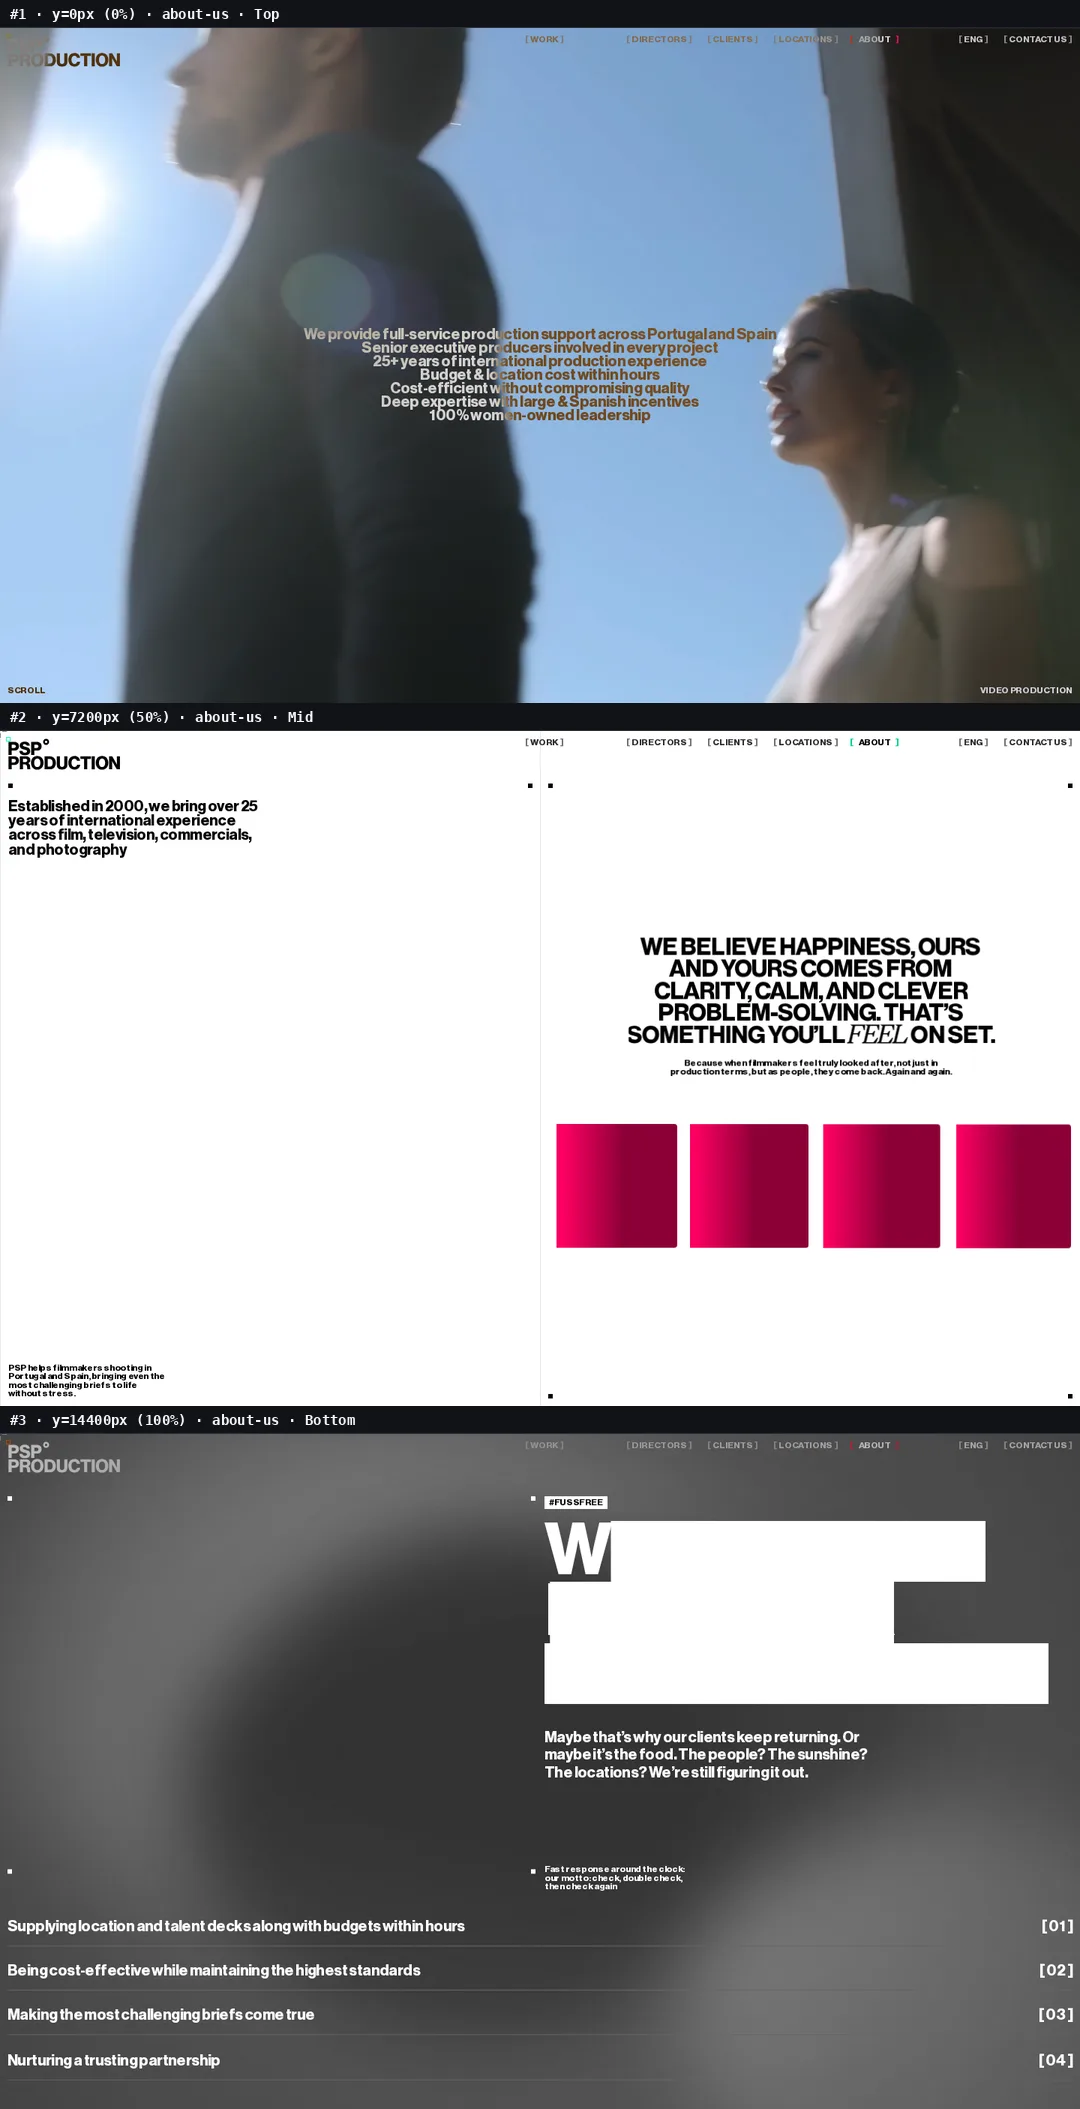 #1 · y=0px (0%) · about-us · Top
PRODUCTION
[ WORK ]
[ DIRECTORS ]
[ CLIENTS ]
[ LOCATIONS ]
[ ABOUT ]
[ ENG ]
[ CONTACT US ]
We provide full-service production support across Portugal and Spain
Senior executive producers involved in every project
25+ years of international production experience
Budget & location cost within hours
Cost-efficient without compromising quality
Deep expertise with large & Spanish incentives
100% women-owned leadership
SCROLL
VIDEO PRODUCTION
#2 · y=7200px (50%) · about-us · Mid
PSP°
PRODUCTION
[ WORK ]
[ DIRECTORS ]
[ CLIENTS ]
[ LOCATIONS ]
[ ABOUT ]
[ ENG ]
[ CONTACT US ]
Established in 2000, we bring over 25
years of international experience
across film, television, commercials,
and photography
WE BELIEVE HAPPINESS, OURS
AND YOURS COMES FROM
CLARITY, CALM, AND CLEVER
PROBLEM-SOLVING. THAT'S
SOMETHING YOU'LL FEEL ON SET.
Because when filmmakers feel truly looked after, not just in
production terms, but as people, they come back. Again and again.
PSP helps filmmakers shooting in
Portugal and Spain, bringing even the
most challenging briefs to life
without stress.
#3 · y=14400px (100%) · about-us · Bottom
PSP°
PRODUCTION
[ WORK ]
[ DIRECTORS ]
[ CLIENTS ]
[ LOCATIONS ]
[ ABOUT ]
[ ENG ]
[ CONTACT US ]
#FUSSFREE
W
Maybe that's why our clients keep returning. Or
maybe it's the food. The people? The sunshine?
The locations? We're still figuring it out.
Fast response around the clock:
our motto: check, double check,
then check again
Supplying location and talent decks along with budgets within hours
[01]
Being cost-effective while maintaining the highest standards
[02]
Making the most challenging briefs come true
[03]
Nurturing a trusting partnership
[04]